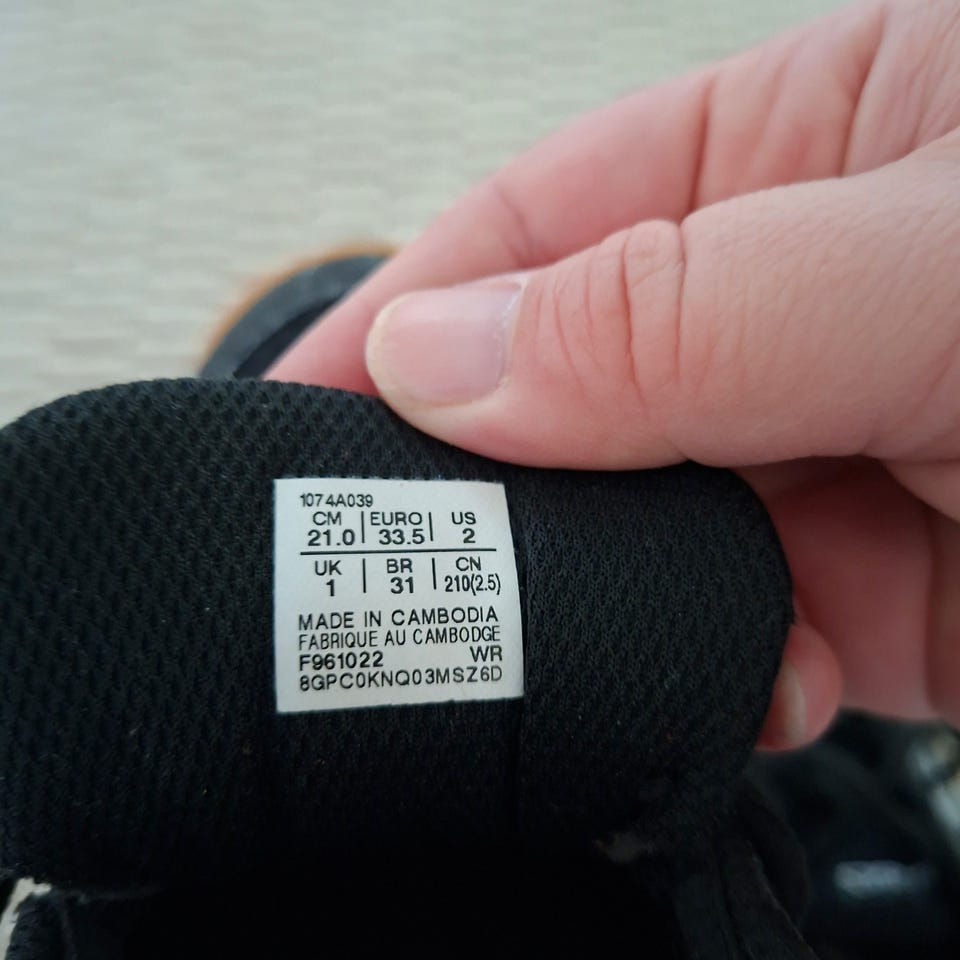 1074A039
CM | EURO | US
21.0 | 33.5 | 2
UK | BR | CN
1 | 31 | 210(2.5)
MADE IN CAMBODIA
FABRIQUE AU CAMBODGE
F961022 WR
8GPC0KNQ03MSZ6D